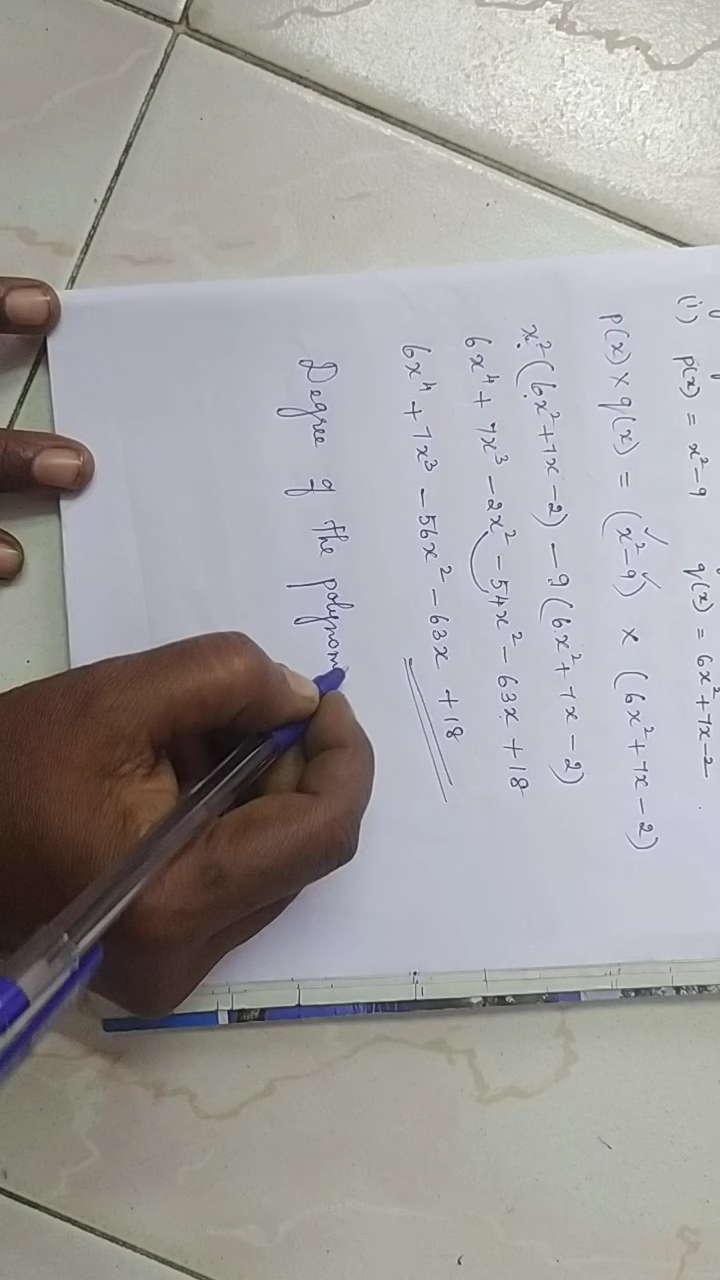 (i) p(x) = x² - 9 q(x) = 6x² + 7x - 2 .
p(x) × q(x) = (x² - 9) × (6x² + 7x - 2)
x² (6x² + 7x - 2) - 9 (6x² + 7x - 2)
6x⁴ + 7x³ - 2x² - 54x² - 63x + 18
6x⁴ + 7x³ - 56x² - 63x + 18
Degree of the polynom